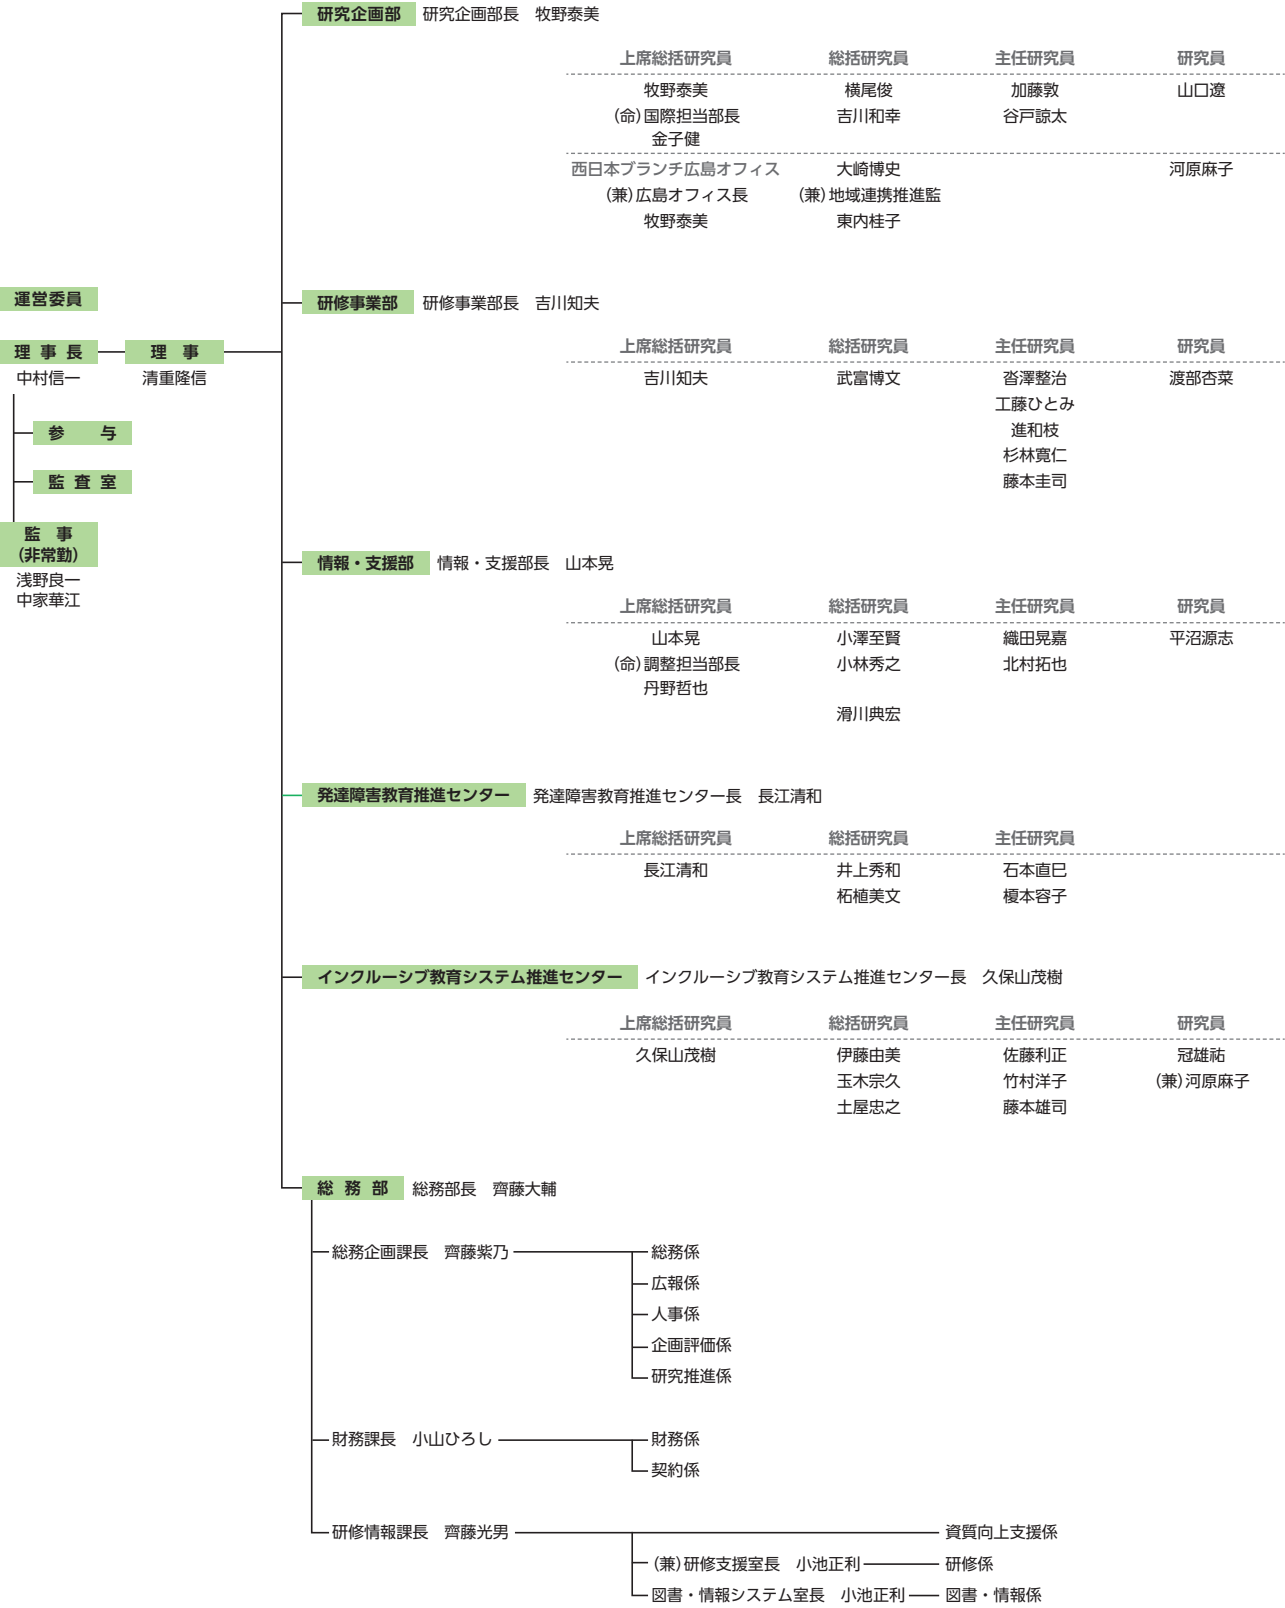 運営委員
理 事 長
中村信一
理　事
清重隆信
参　　与
監 査 室
監　事
（非常勤）
浅野良一
中家華江
研究企画部　研究企画部長　牧野泰美
上席総括研究員　総括研究員　主任研究員　研究員
牧野泰美　横尾俊　加藤敦　山口遼
（命）国際担当部長　吉川和幸　谷戸諒太
金子健
西日本ブランチ広島オフィス　大崎博史　河原麻子
（兼）広島オフィス長　（兼）地域連携推進監
牧野泰美　東内桂子
研修事業部　研修事業部長　吉川知夫
上席総括研究員　総括研究員　主任研究員　研究員
吉川知夫　武富博文　沓澤整治　渡部杏菜
工藤ひとみ
進和枝
杉林寛仁
藤本圭司
情報・支援部　情報・支援部長　山本晃
上席総括研究員　総括研究員　主任研究員　研究員
山本晃　小澤至賢　織田晃嘉　平沼源志
（命）調整担当部長　小林秀之　北村拓也
丹野哲也
滑川典宏
発達障害教育推進センター　発達障害教育推進センター長　長江清和
上席総括研究員　総括研究員　主任研究員
長江清和　井上秀和　石本直巳
柘植美文　榎本容子
インクルーシブ教育システム推進センター　インクルーシブ教育システム推進センター長　久保山茂樹
上席総括研究員　総括研究員　主任研究員　研究員
久保山茂樹　伊藤由美　佐藤利正　冠雄祐
玉木宗久　竹村洋子　（兼）河原麻子
土屋忠之　藤本雄司
総 務 部　総務部長　齊藤大輔
総務企画課長　齊藤紫乃　総務係
広報係
人事係
企画評価係
研究推進係
財務課長　小山ひろし　財務係
契約係
研修情報課長　齊藤光男　資質向上支援係
（兼）研修支援室長　小池正利　研修係
図書・情報システム室長　小池正利　図書・情報係